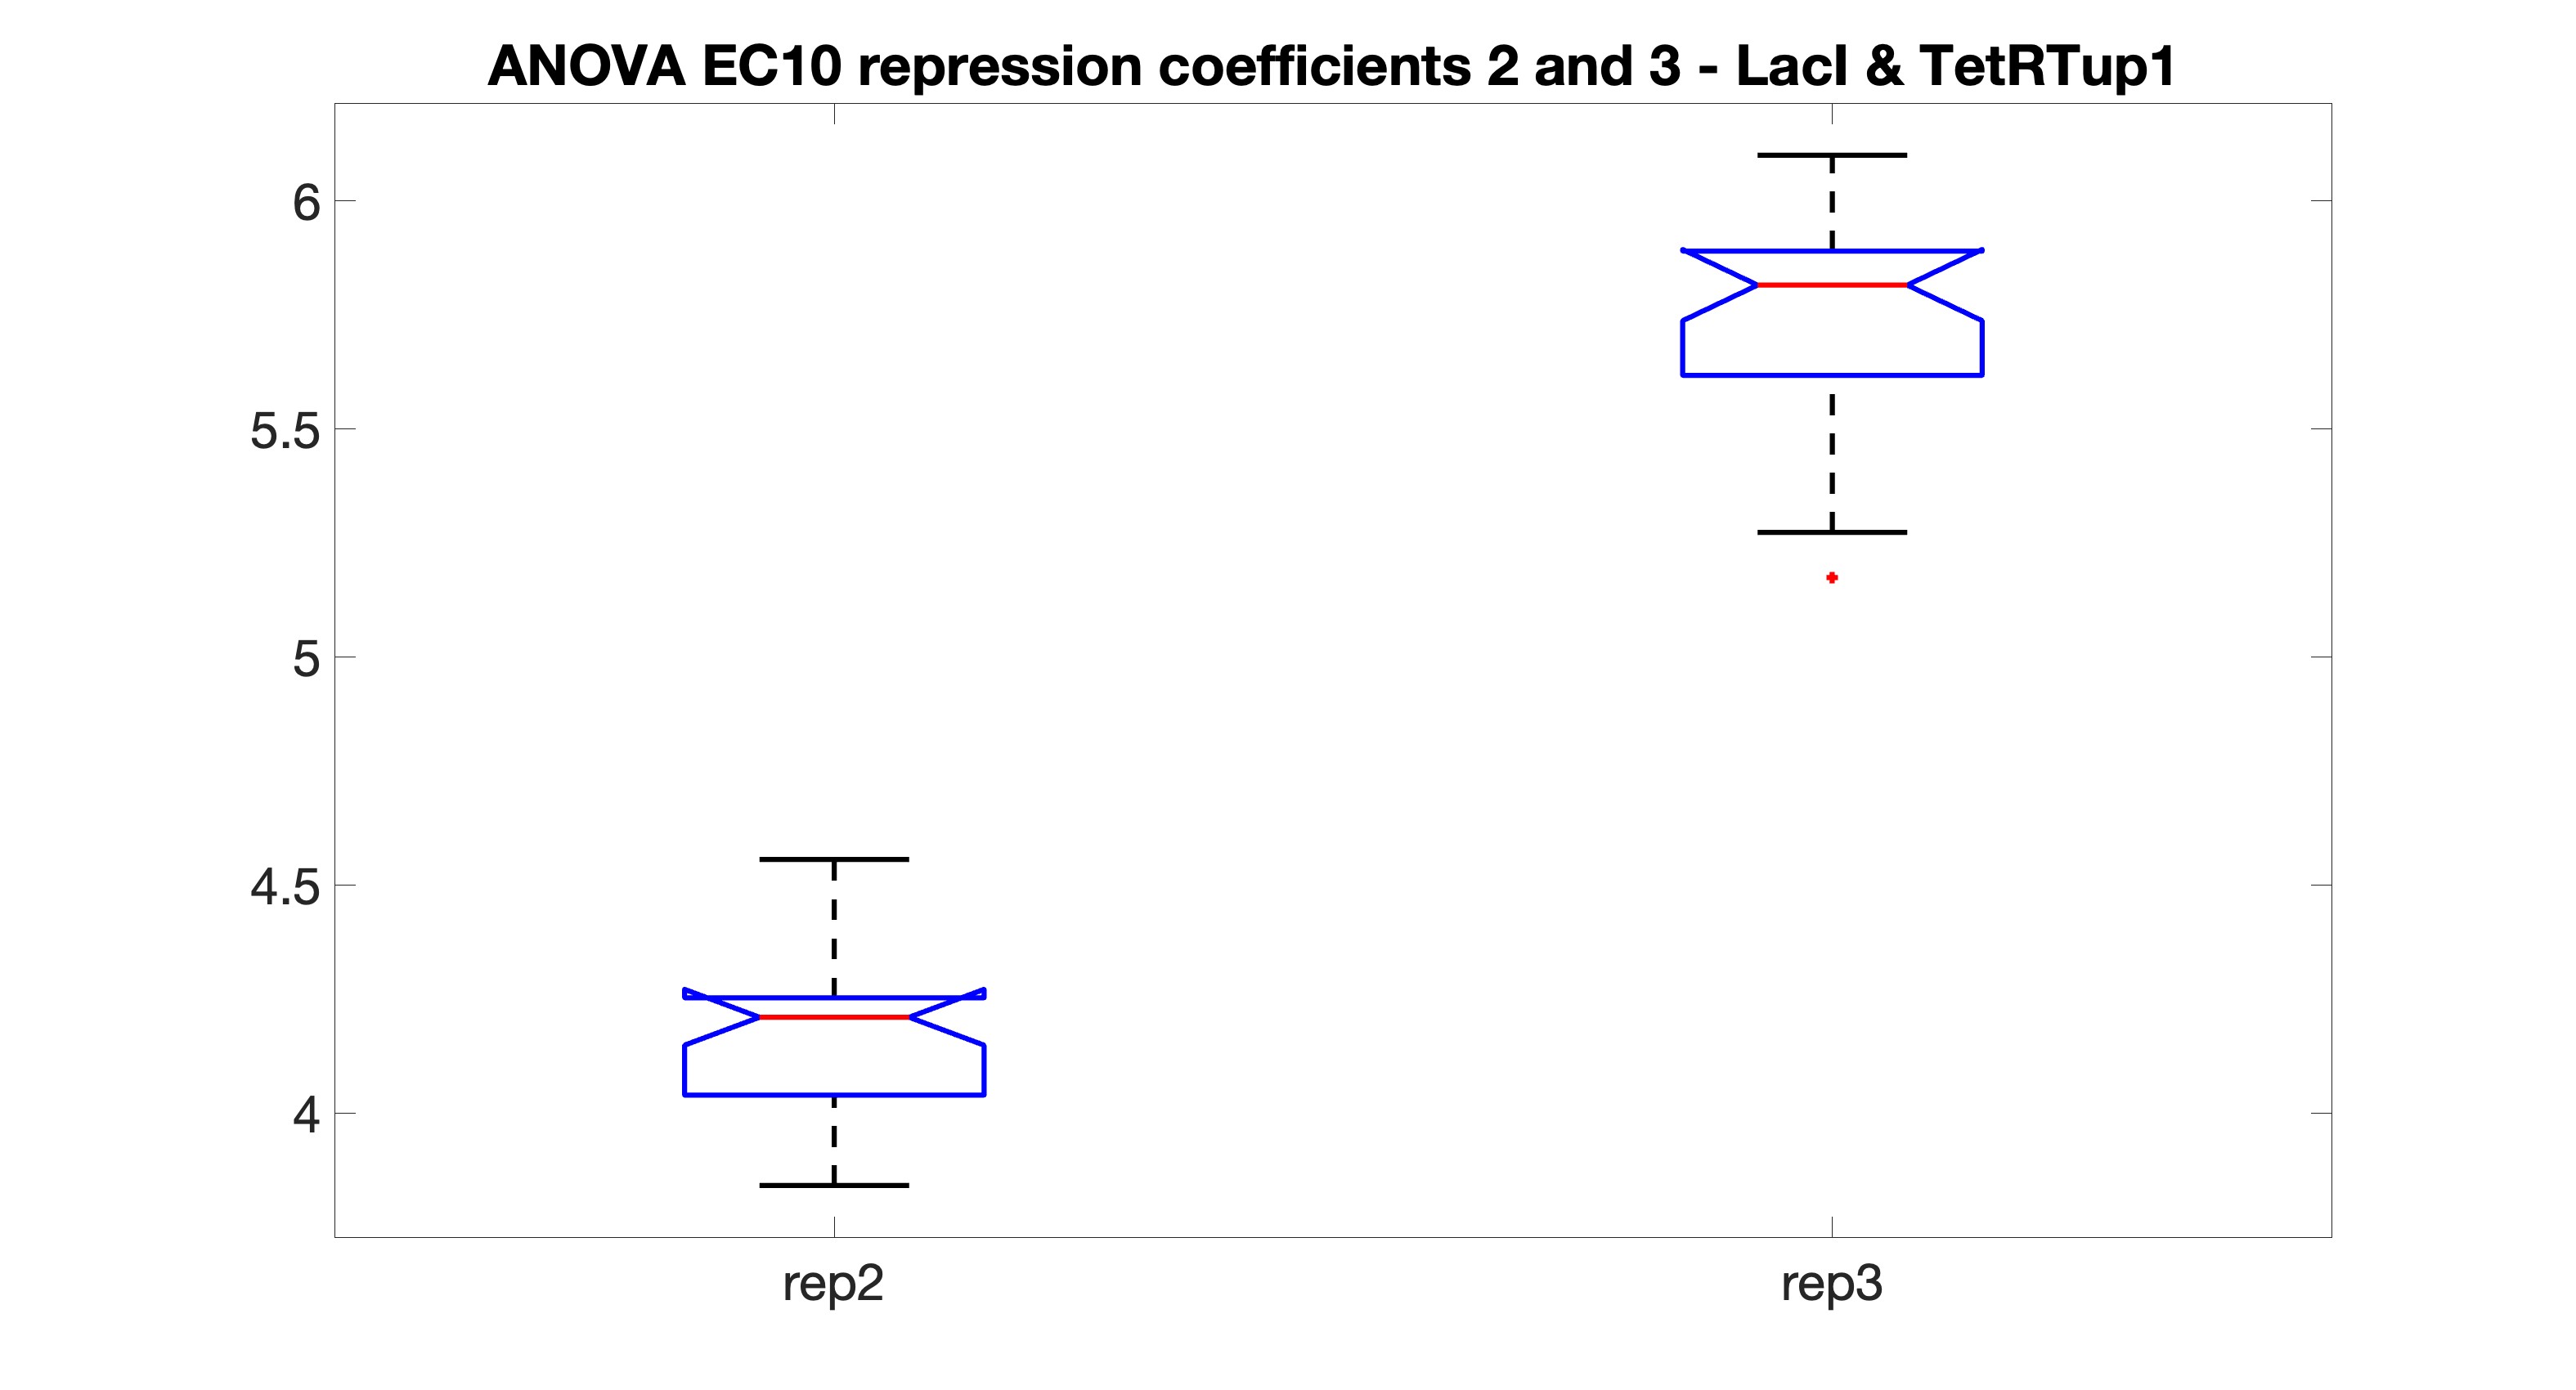 ANOVA EC10 repression coefficients 2 and 3 - LacI & TetRTup1
6
5.5
5
4.5
4
rep2 rep3